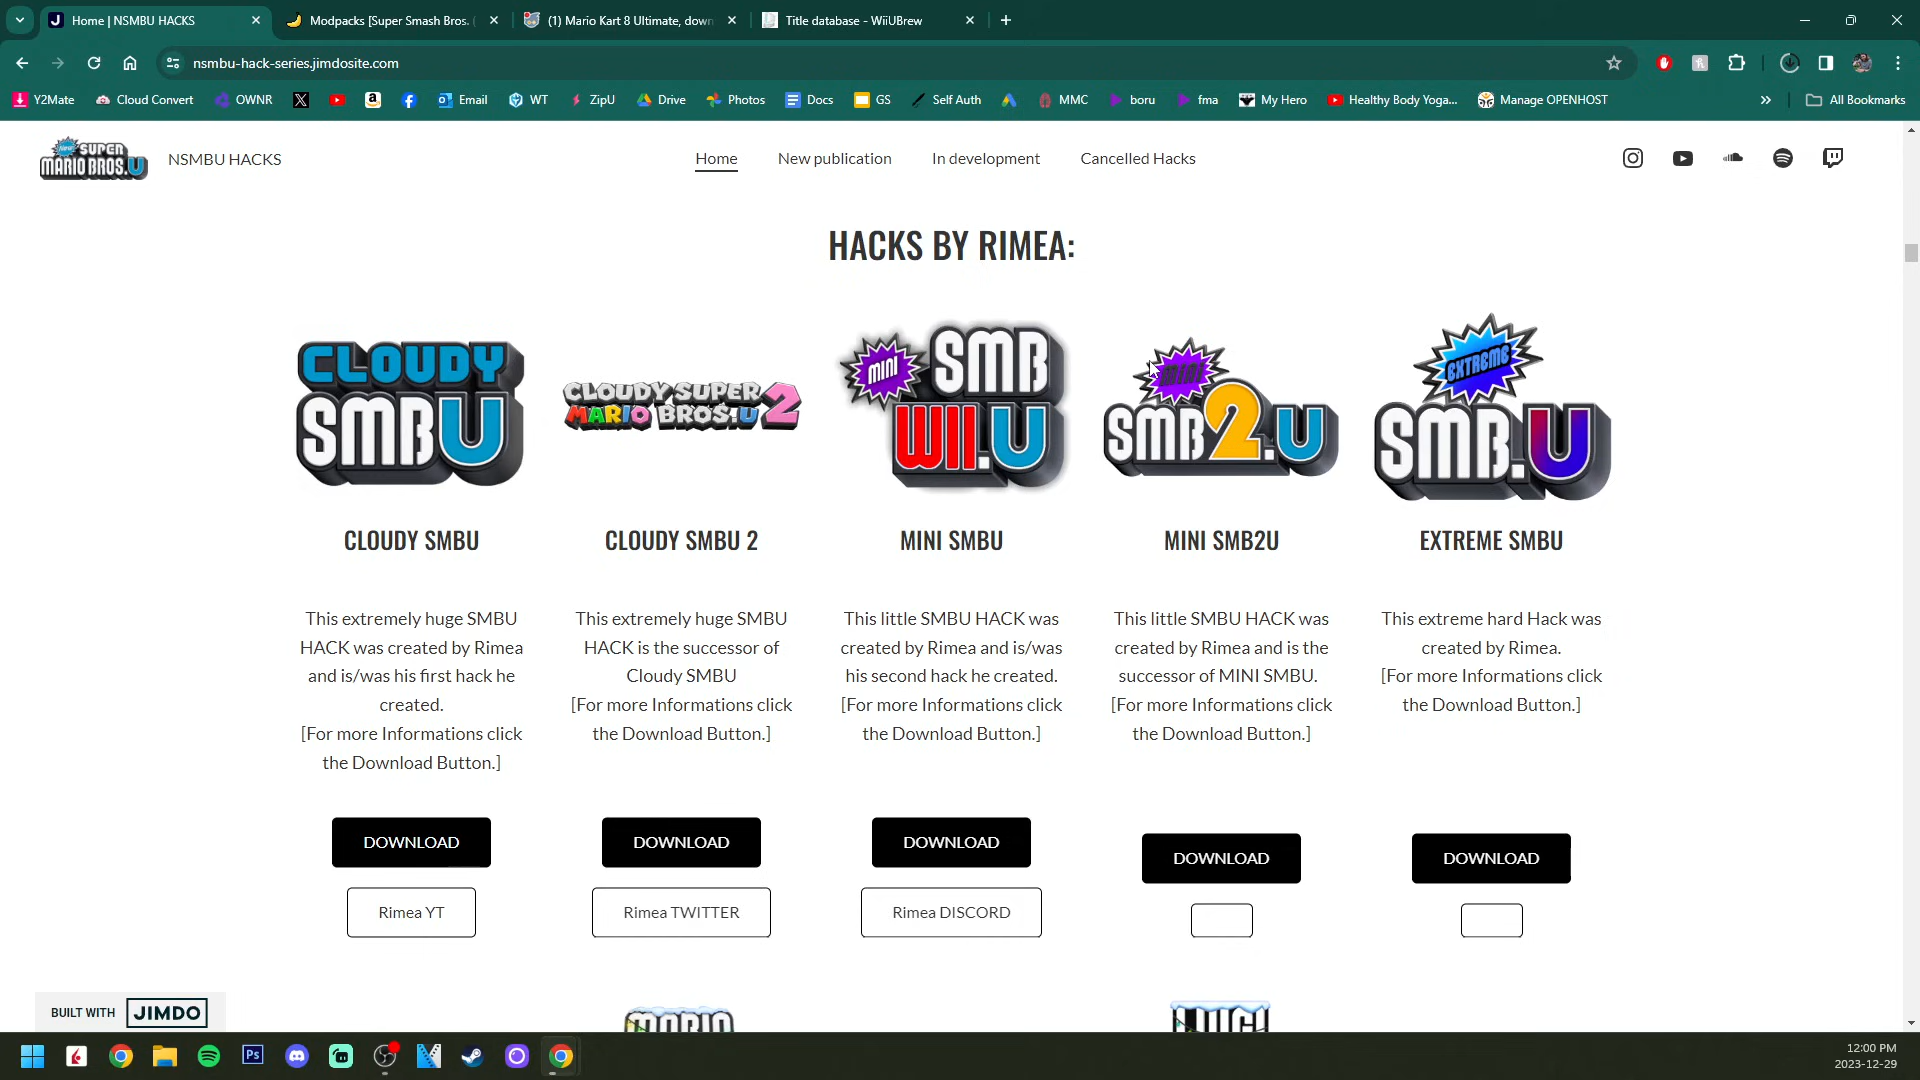 Home | NSMBU HACKS
Modpacks [Super Smash Bros. (
(1) Mario Kart 8 Ultimate, down
Title database - WiiUBrew
nsmbu-hack-series.jimdosite.com
Y2Mate
Cloud Convert
OWNR
Email
WT
ZipU
Drive
Photos
Docs
GS
Self Auth
MMC
boru
fma
My Hero
Healthy Body Yoga...
Manage OPENHOST
All Bookmarks
NEW SUPER MARIO BROS.U
NSMBU HACKS
Home
New publication
In development
Cancelled Hacks
HACKS BY RIMEA:
CLOUDY SMBU
CLOUDY SUPER MARIO BROS.U 2
MINI SMB WII.U
MINI SMB2.U
EXTREME SMB.U
CLOUDY SMBU
CLOUDY SMBU 2
MINI SMBU
MINI SMB2U
EXTREME SMBU
This extremely huge SMBU
HACK was created by Rimea
and is/was his first hack he
created.
[For more Informations click
the Download Button.]
This extremely huge SMBU
HACK is the successor of
Cloudy SMBU
[For more Informations click
the Download Button.]
This little SMBU HACK was
created by Rimea and is/was
his second hack he created.
[For more Informations click
the Download Button.]
This little SMBU HACK was
created by Rimea and is the
successor of MINI SMBU.
[For more Informations click
the Download Button.]
This extreme hard Hack was
created by Rimea.
[For more Informations click
the Download Button.]
DOWNLOAD
DOWNLOAD
DOWNLOAD
DOWNLOAD
DOWNLOAD
Rimea YT
Rimea TWITTER
Rimea DISCORD
MARIO
LUIGI
BUILT WITH JIMDO
12:00 PM
2023-12-29